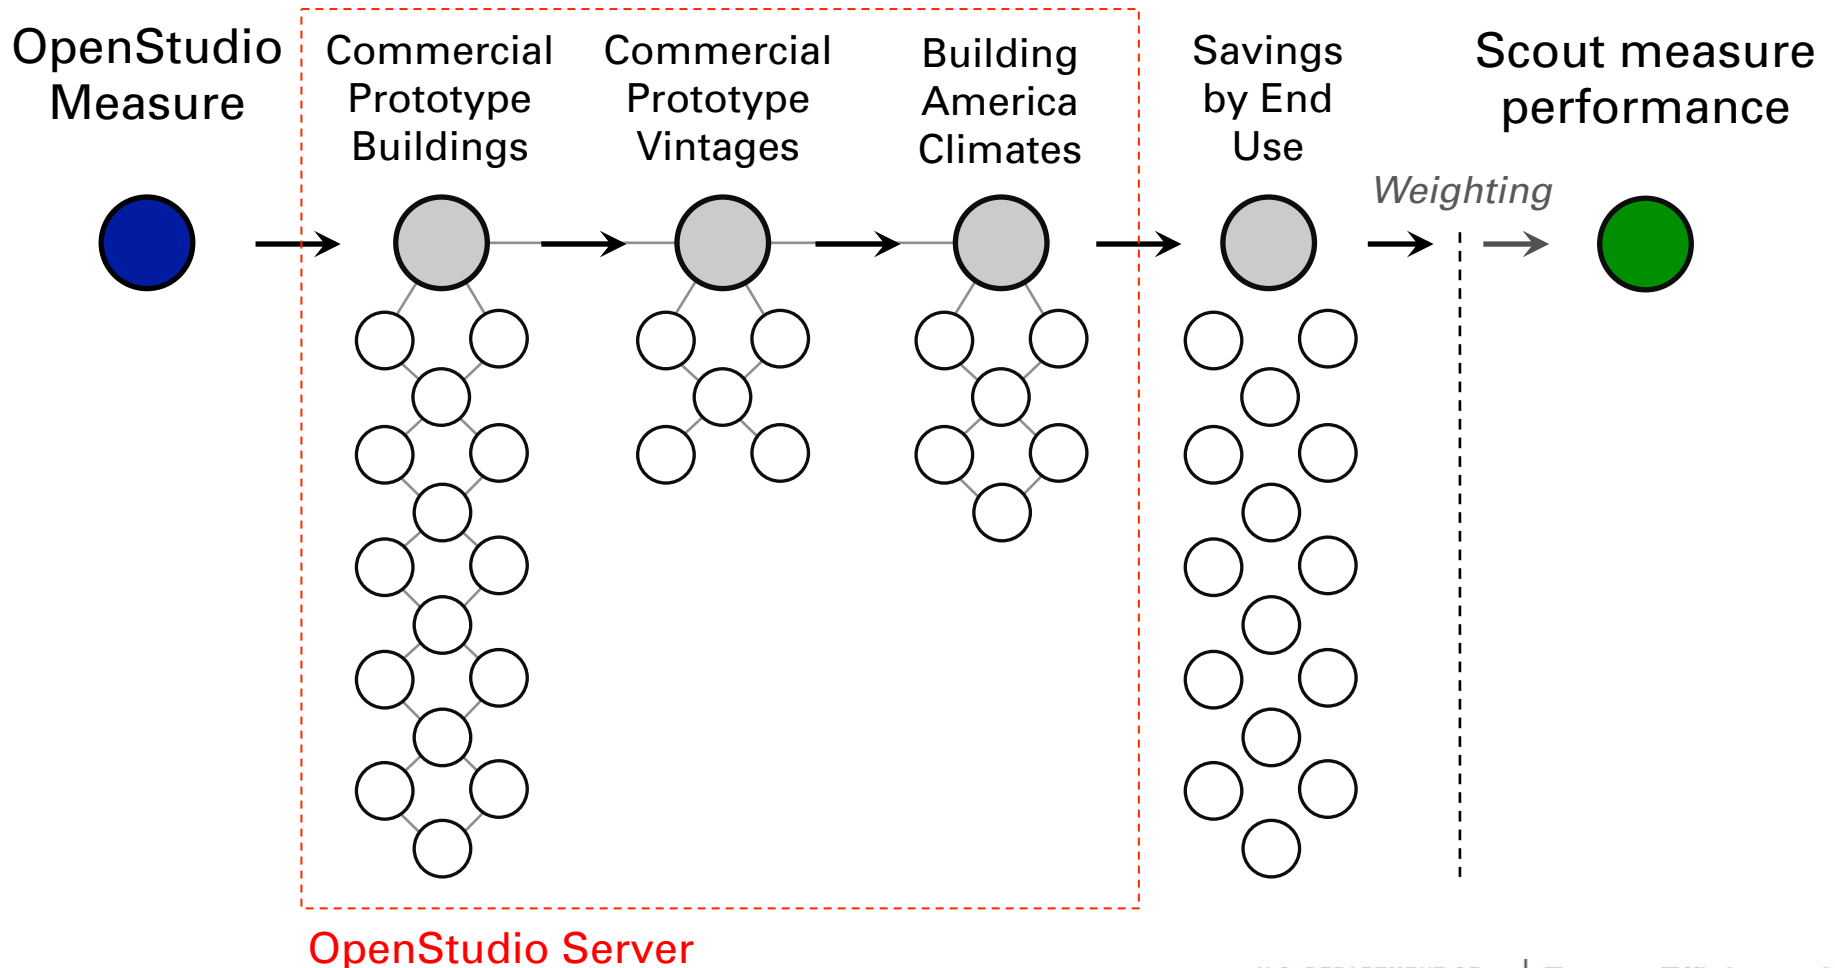 OpenStudio
Measure
Commercial
Prototype
Buildings
Commercial
Prototype
Vintages
Building
America
Climates
Savings
by End
Use
Scout measure
performance
Weighting
OpenStudio Server